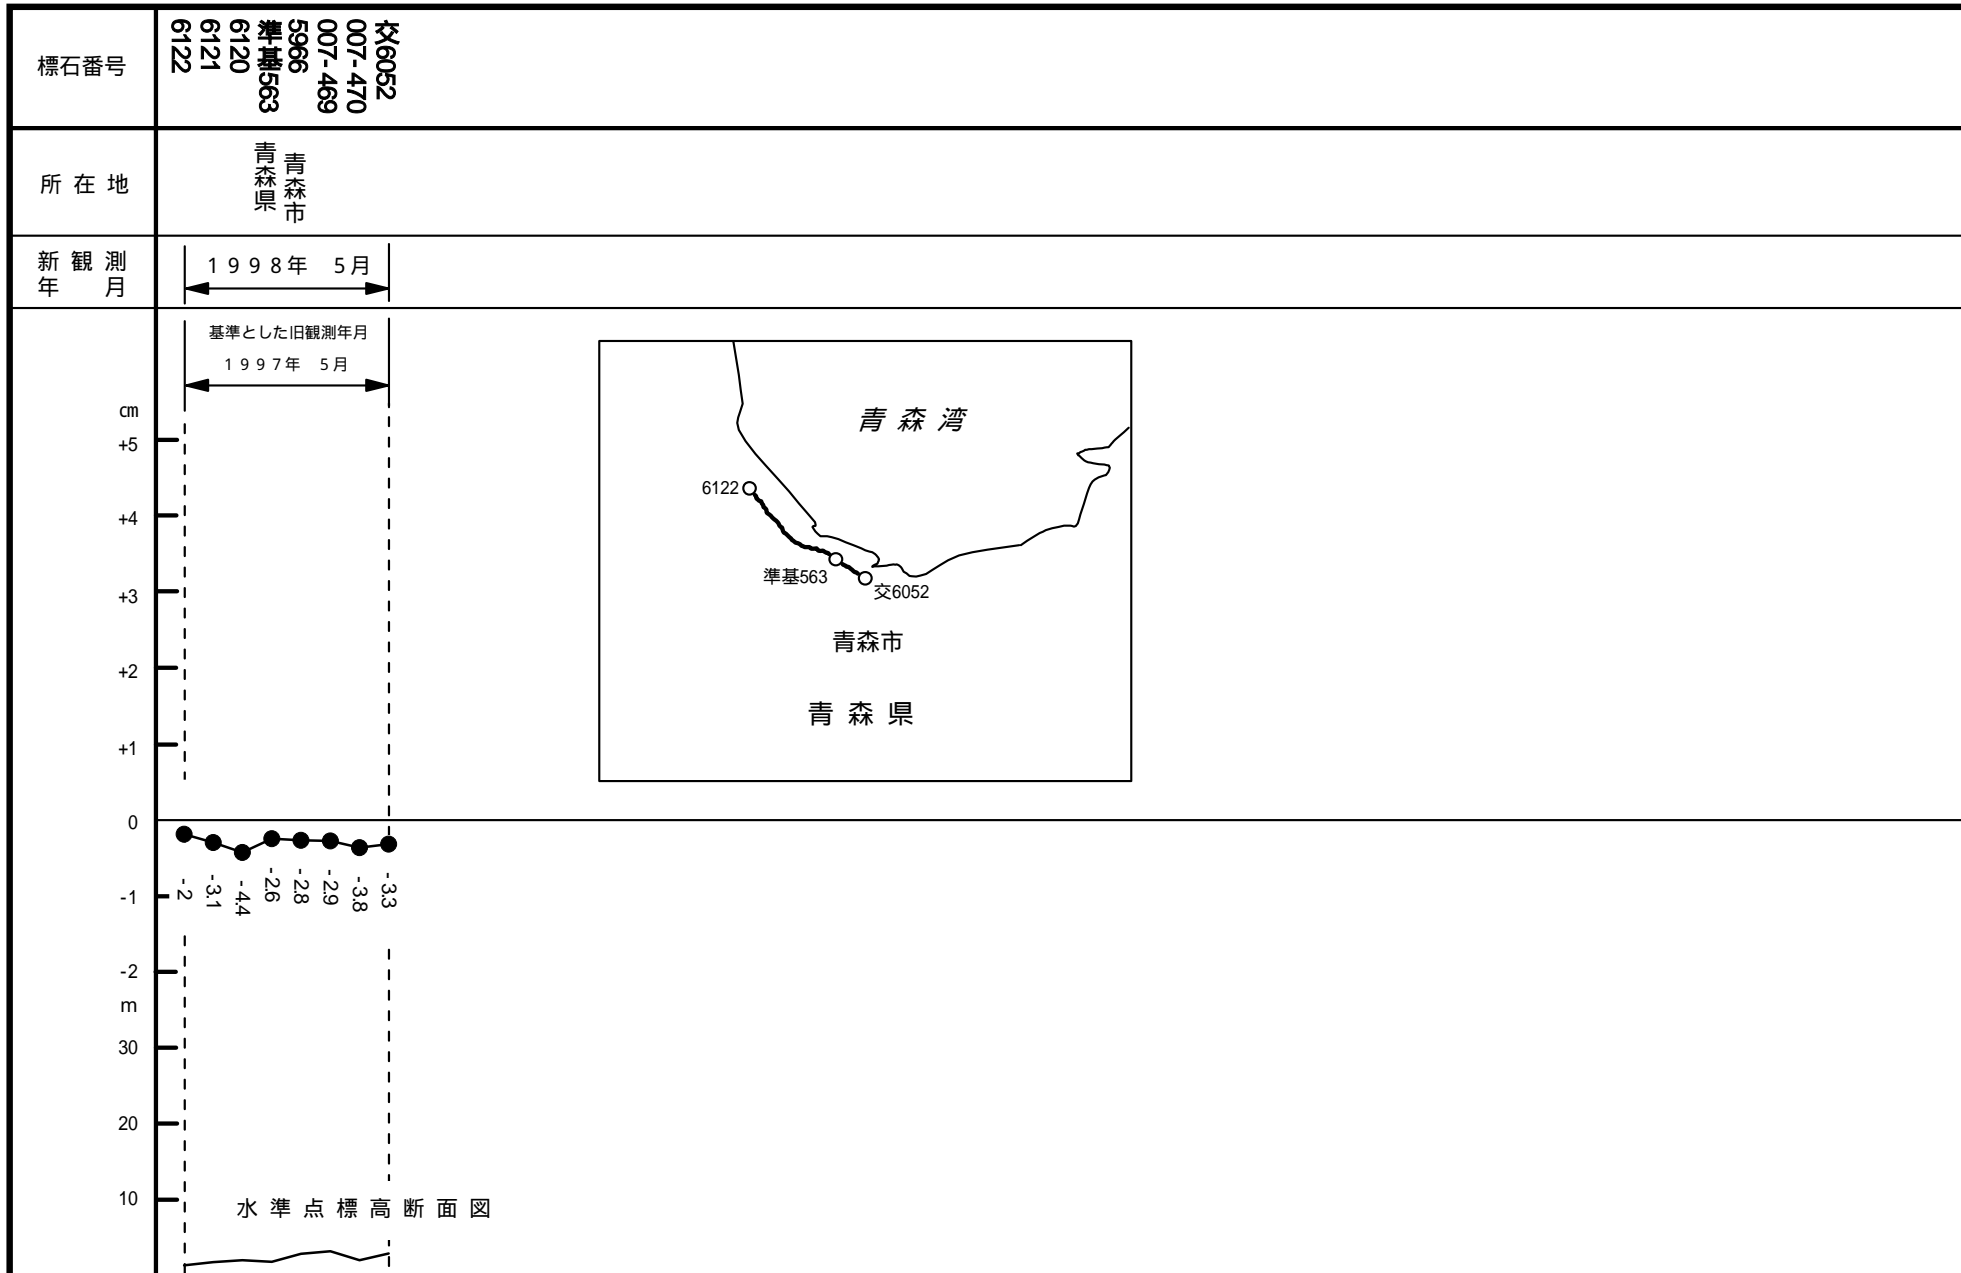 標石番号
6122
6121
6120
準基563
5966
007-469
007-470
交6052
所在地
青森県
青森市
新観測
年 月
1998年 5月
基準とした旧観測年月
1997年 5月
cm
+5
+4
+3
+2
+1
0
-1
-2
-2
-3.1
-4.4
-2.6
-2.8
-2.9
-3.8
-3.3
m
30
20
10
水準点標高断面図
青森湾
6122
準基563
交6052
青森市
青森県